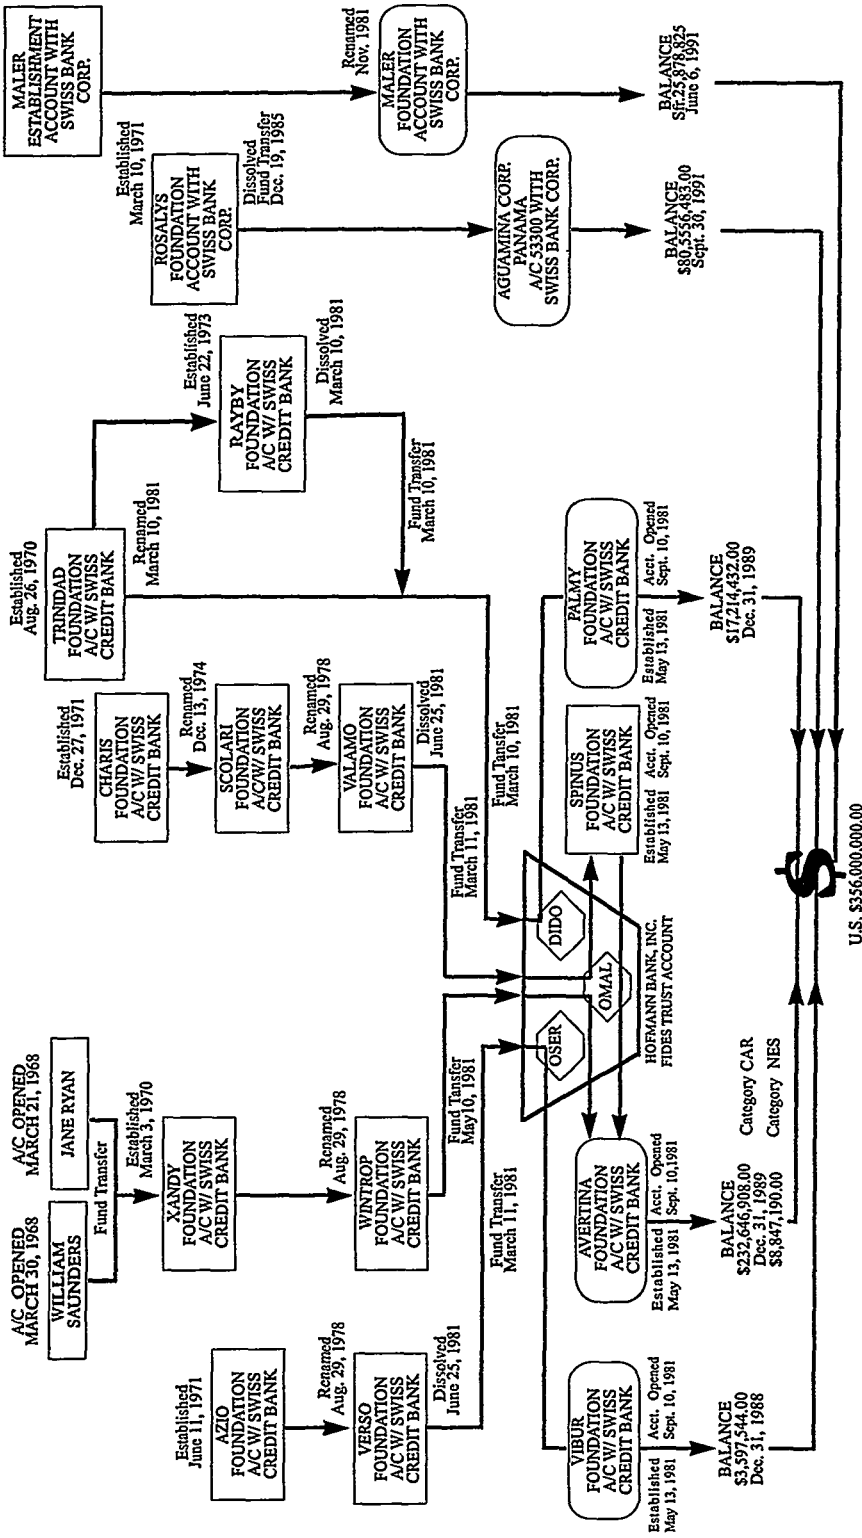 A/C OPENED
MARCH 30, 1968
WILLIAM
SAUNDERS
A/C OPENED
MARCH 21, 1968
JANE RYAN
Fund Transfer
Established
March 3, 1970
XANDY
FOUNDATION
A/C W/ SWISS
CREDIT BANK
Renamed
Aug. 29, 1978
WINTROP
FOUNDATION
A/C W/ SWISS
CREDIT BANK
Fund Tansfer
May10, 1981
Established
June 11, 1971
AZIO
FOUNDATION
A/C W/ SWISS
CREDIT BANK
Renamed
Aug. 29, 1978
VERSO
FOUNDATION
A/C W/ SWISS
CREDIT BANK
Dissolved
June 25, 1981
Fund Transfer
March 11, 1981
Established
Dec. 27, 1971
CHARIS
FOUNDATION
A/C W/ SWISS
CREDIT BANK
Renamed
Dec. 13, 1974
SCOLARI
FOUNDATION
A/C/W/ SWISS
CREDIT BANK
Renamed
Aug. 29, 1978
VALAMO
FOUNDATION
A/C W/ SWISS
CREDIT BANK
Dissolved
June 25, 1981
Fund Transfer
March 11, 1981
Established
Aug. 26, 1970
TRINIDAD
FOUNDATION
A/C W/ SWISS
CREDIT BANK
Renamed
March 10, 1981
Established
June 22, 1973
RAYBY
FOUNDATION
A/C W/ SWISS
CREDIT BANK
Dissolved
March 10, 1981
Fund Transfer
March 10, 1981
Fund Tansfer
March 10, 1981
Established
March 10, 1971
ROSALYS
FOUNDATION
ACCOUNT WITH
SWISS BANK
CORP.
Dissolved
Fund Transfer
Dec. 19, 1985
AGUAMINA CORP.
PANAMA
A/C 53300 WITH
SWISS BANK CORP.
BALANCE
$80,5556,483.00
Sept. 30, 1991
MALER
ESTABLISHMENT
ACCOUNT WITH
SWISS BANK
CORP.
Renamed
Nov. 1981
MALER
FOUNDATION
ACCOUNT WITH
SWISS BANK
CORP.
BALANCE
Sfr.25,878,825
June 6, 1991
OSER
OMAL
DIDO
HOFMANN BANK, INC.
FIDES TRUST ACCOUNT
VIBUR
FOUNDATION
A/C W/ SWISS
CREDIT BANK
Established
May 13, 1981
Acct. Opened
Sept. 10, 1981
BALANCE
$3,597,544.00
Dec. 31, 1988
AVERTINA
FOUNDATION
A/C W/ SWISS
CREDIT BANK
Established
May 13, 1981
Acct. Opened
Sept. 10,1981
BALANCE
$232,646,908.00
Dec. 31, 1989
$8,847,190.00
Category CAR
Category NES
SPINUS
FOUNDATION
A/C W/ SWISS
CREDIT BANK
Established
May 13, 1981
Acct. Opened
Sept. 10, 1981
PALMY
FOUNDATION
A/C W/ SWISS
CREDIT BANK
Established
May 13, 1981
Acct. Opened
Sept. 10, 1981
BALANCE
$17,214,432.00
Dec. 31, 1989
$
U.S. $356.000,000.00